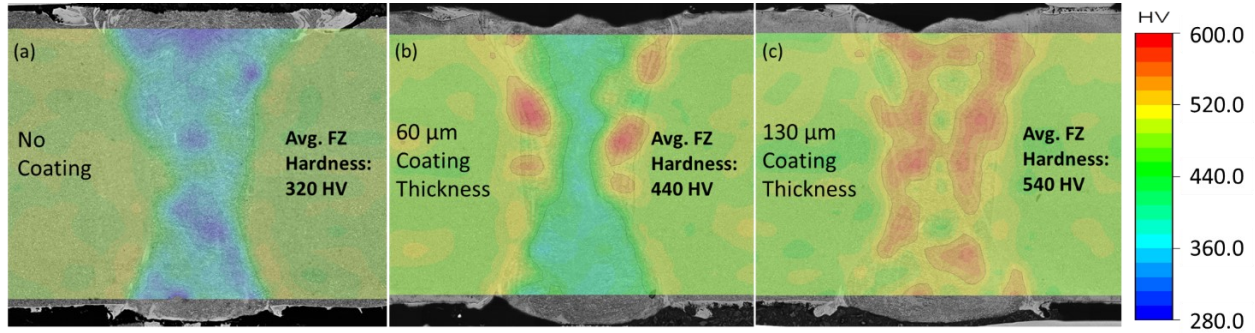 (a)
No
Coating
Avg. FZ
Hardness:
320 HV
(b)
60 µm
Coating
Thickness
Avg. FZ
Hardness:
440 HV
(c)
130 µm
Coating
Thickness
Avg. FZ
Hardness:
540 HV
HV
600.0
520.0
440.0
360.0
280.0